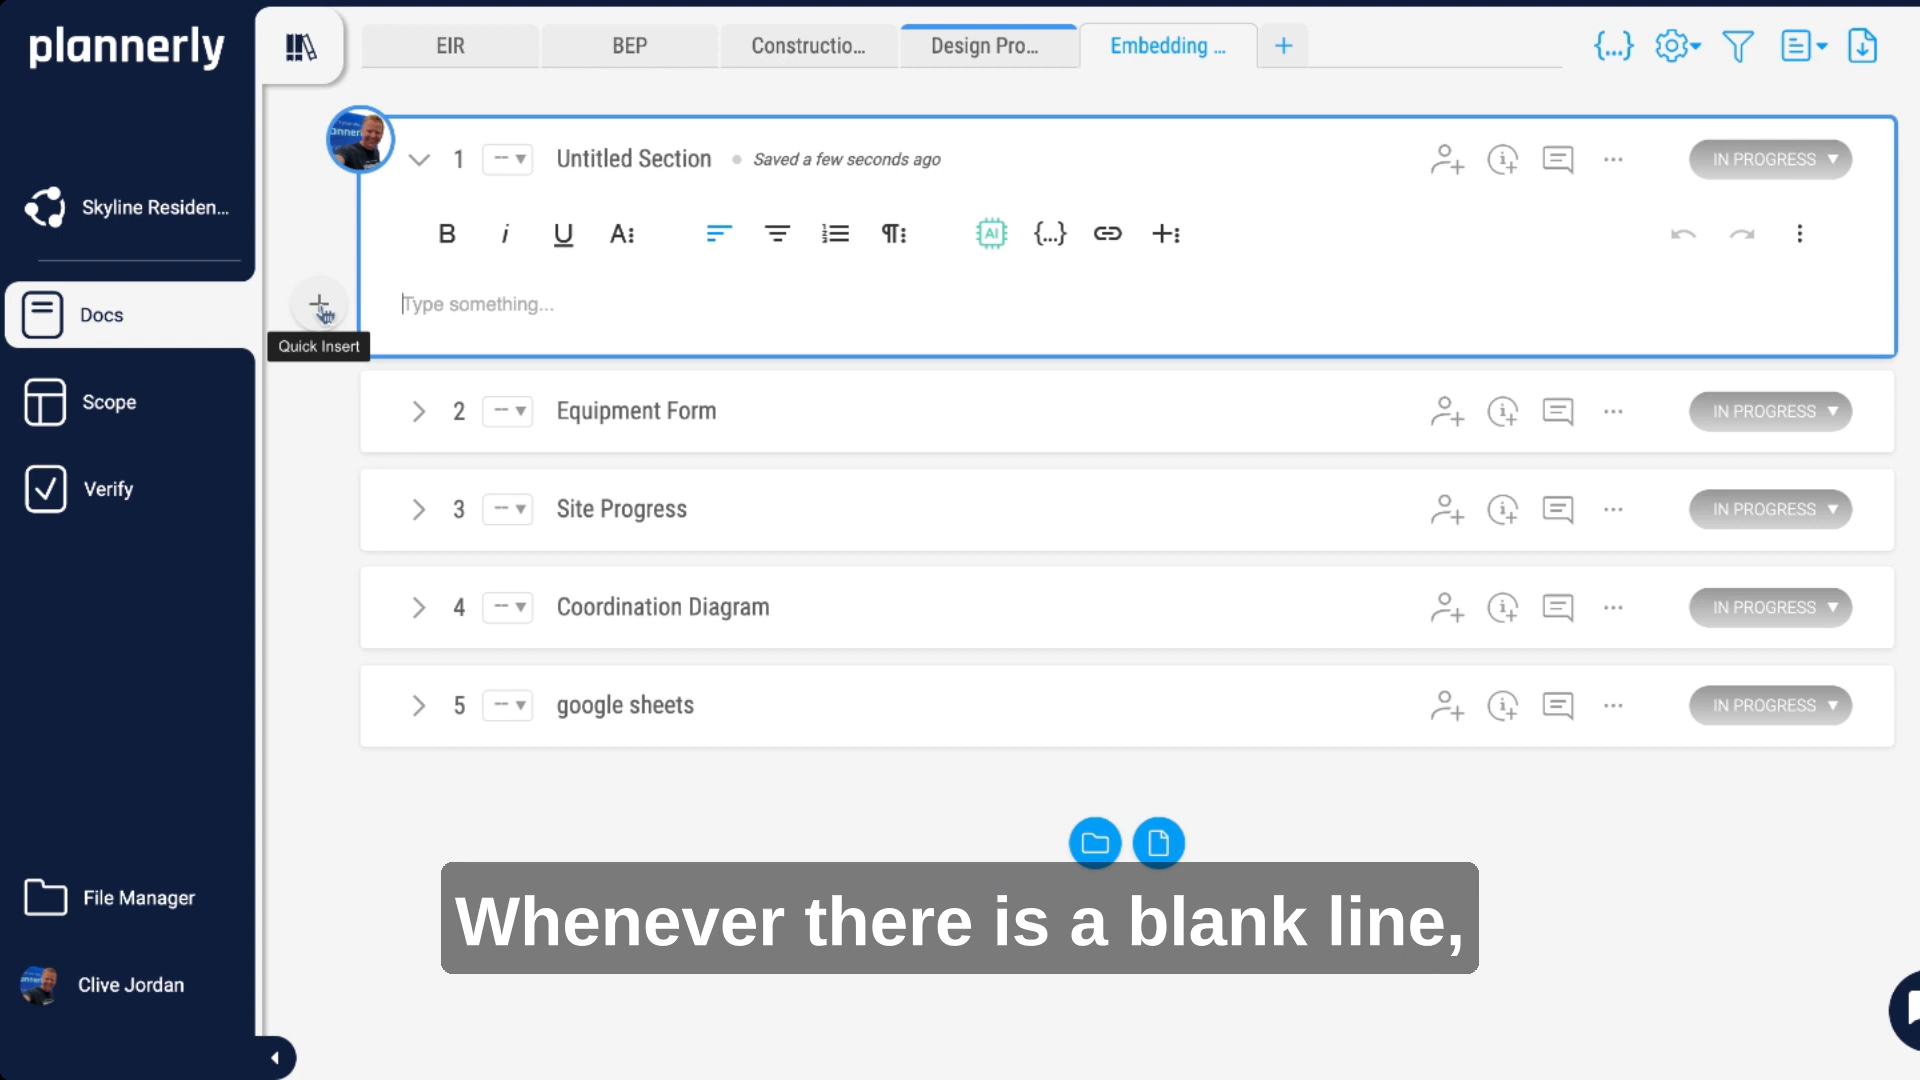 plannerly
EIR
BEP
Constructio...
Design Pro...
Embedding ...
+
{...}
Skyline Residen...
Docs
Scope
Verify
File Manager
Clive Jordan
1 -- Untitled Section Saved a few seconds ago IN PROGRESS
B i U A AI {...}
Type something...
Quick Insert
2 -- Equipment Form IN PROGRESS
3 -- Site Progress IN PROGRESS
4 -- Coordination Diagram IN PROGRESS
5 -- google sheets IN PROGRESS
Whenever there is a blank line,